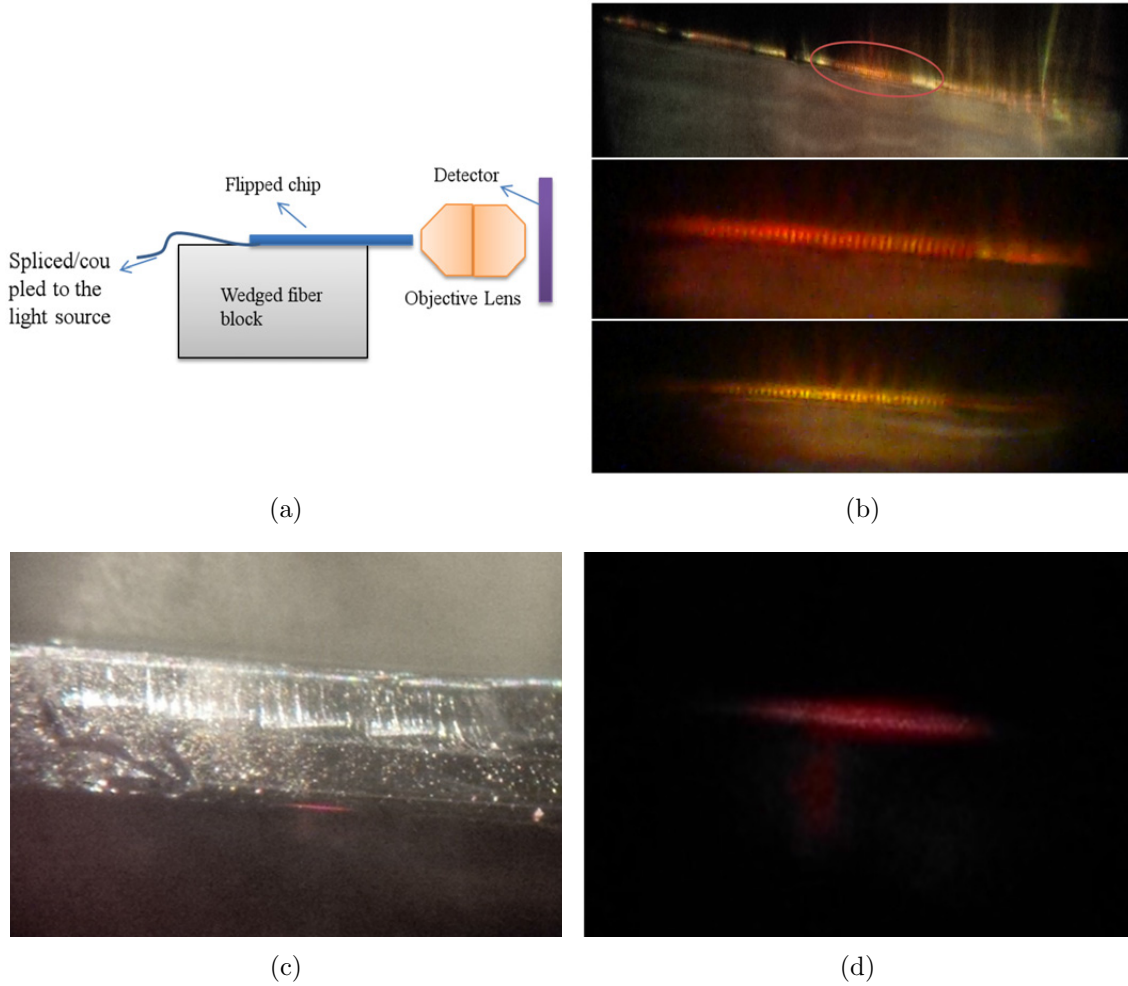 Flipped chip
Detector
Spliced/cou
pled to the
light source
Wedged fiber
block
Objective Lens
(a)
(b)
(c)
(d)